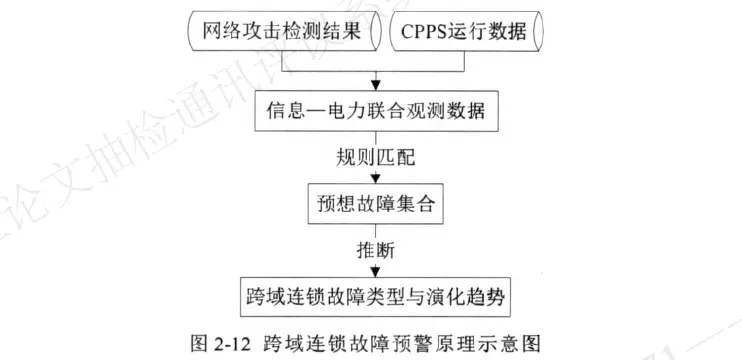 网络攻击检测结果
CPPS运行数据
信息—电力联合观测数据
规则匹配
预想故障集合
推断
跨域连锁故障类型与演化趋势
图 2-12 跨域连锁故障预警原理示意图
论文抽检通讯评议系